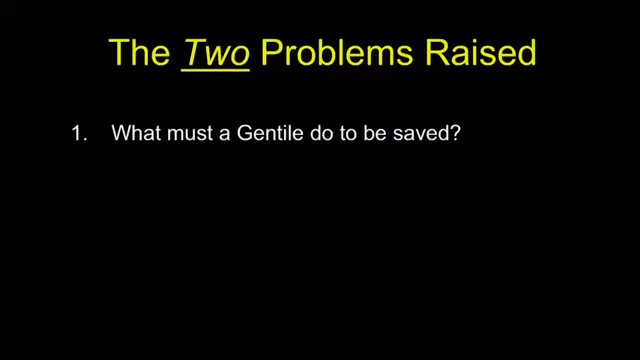 The Two Problems Raised
1. What must a Gentile do to be saved?